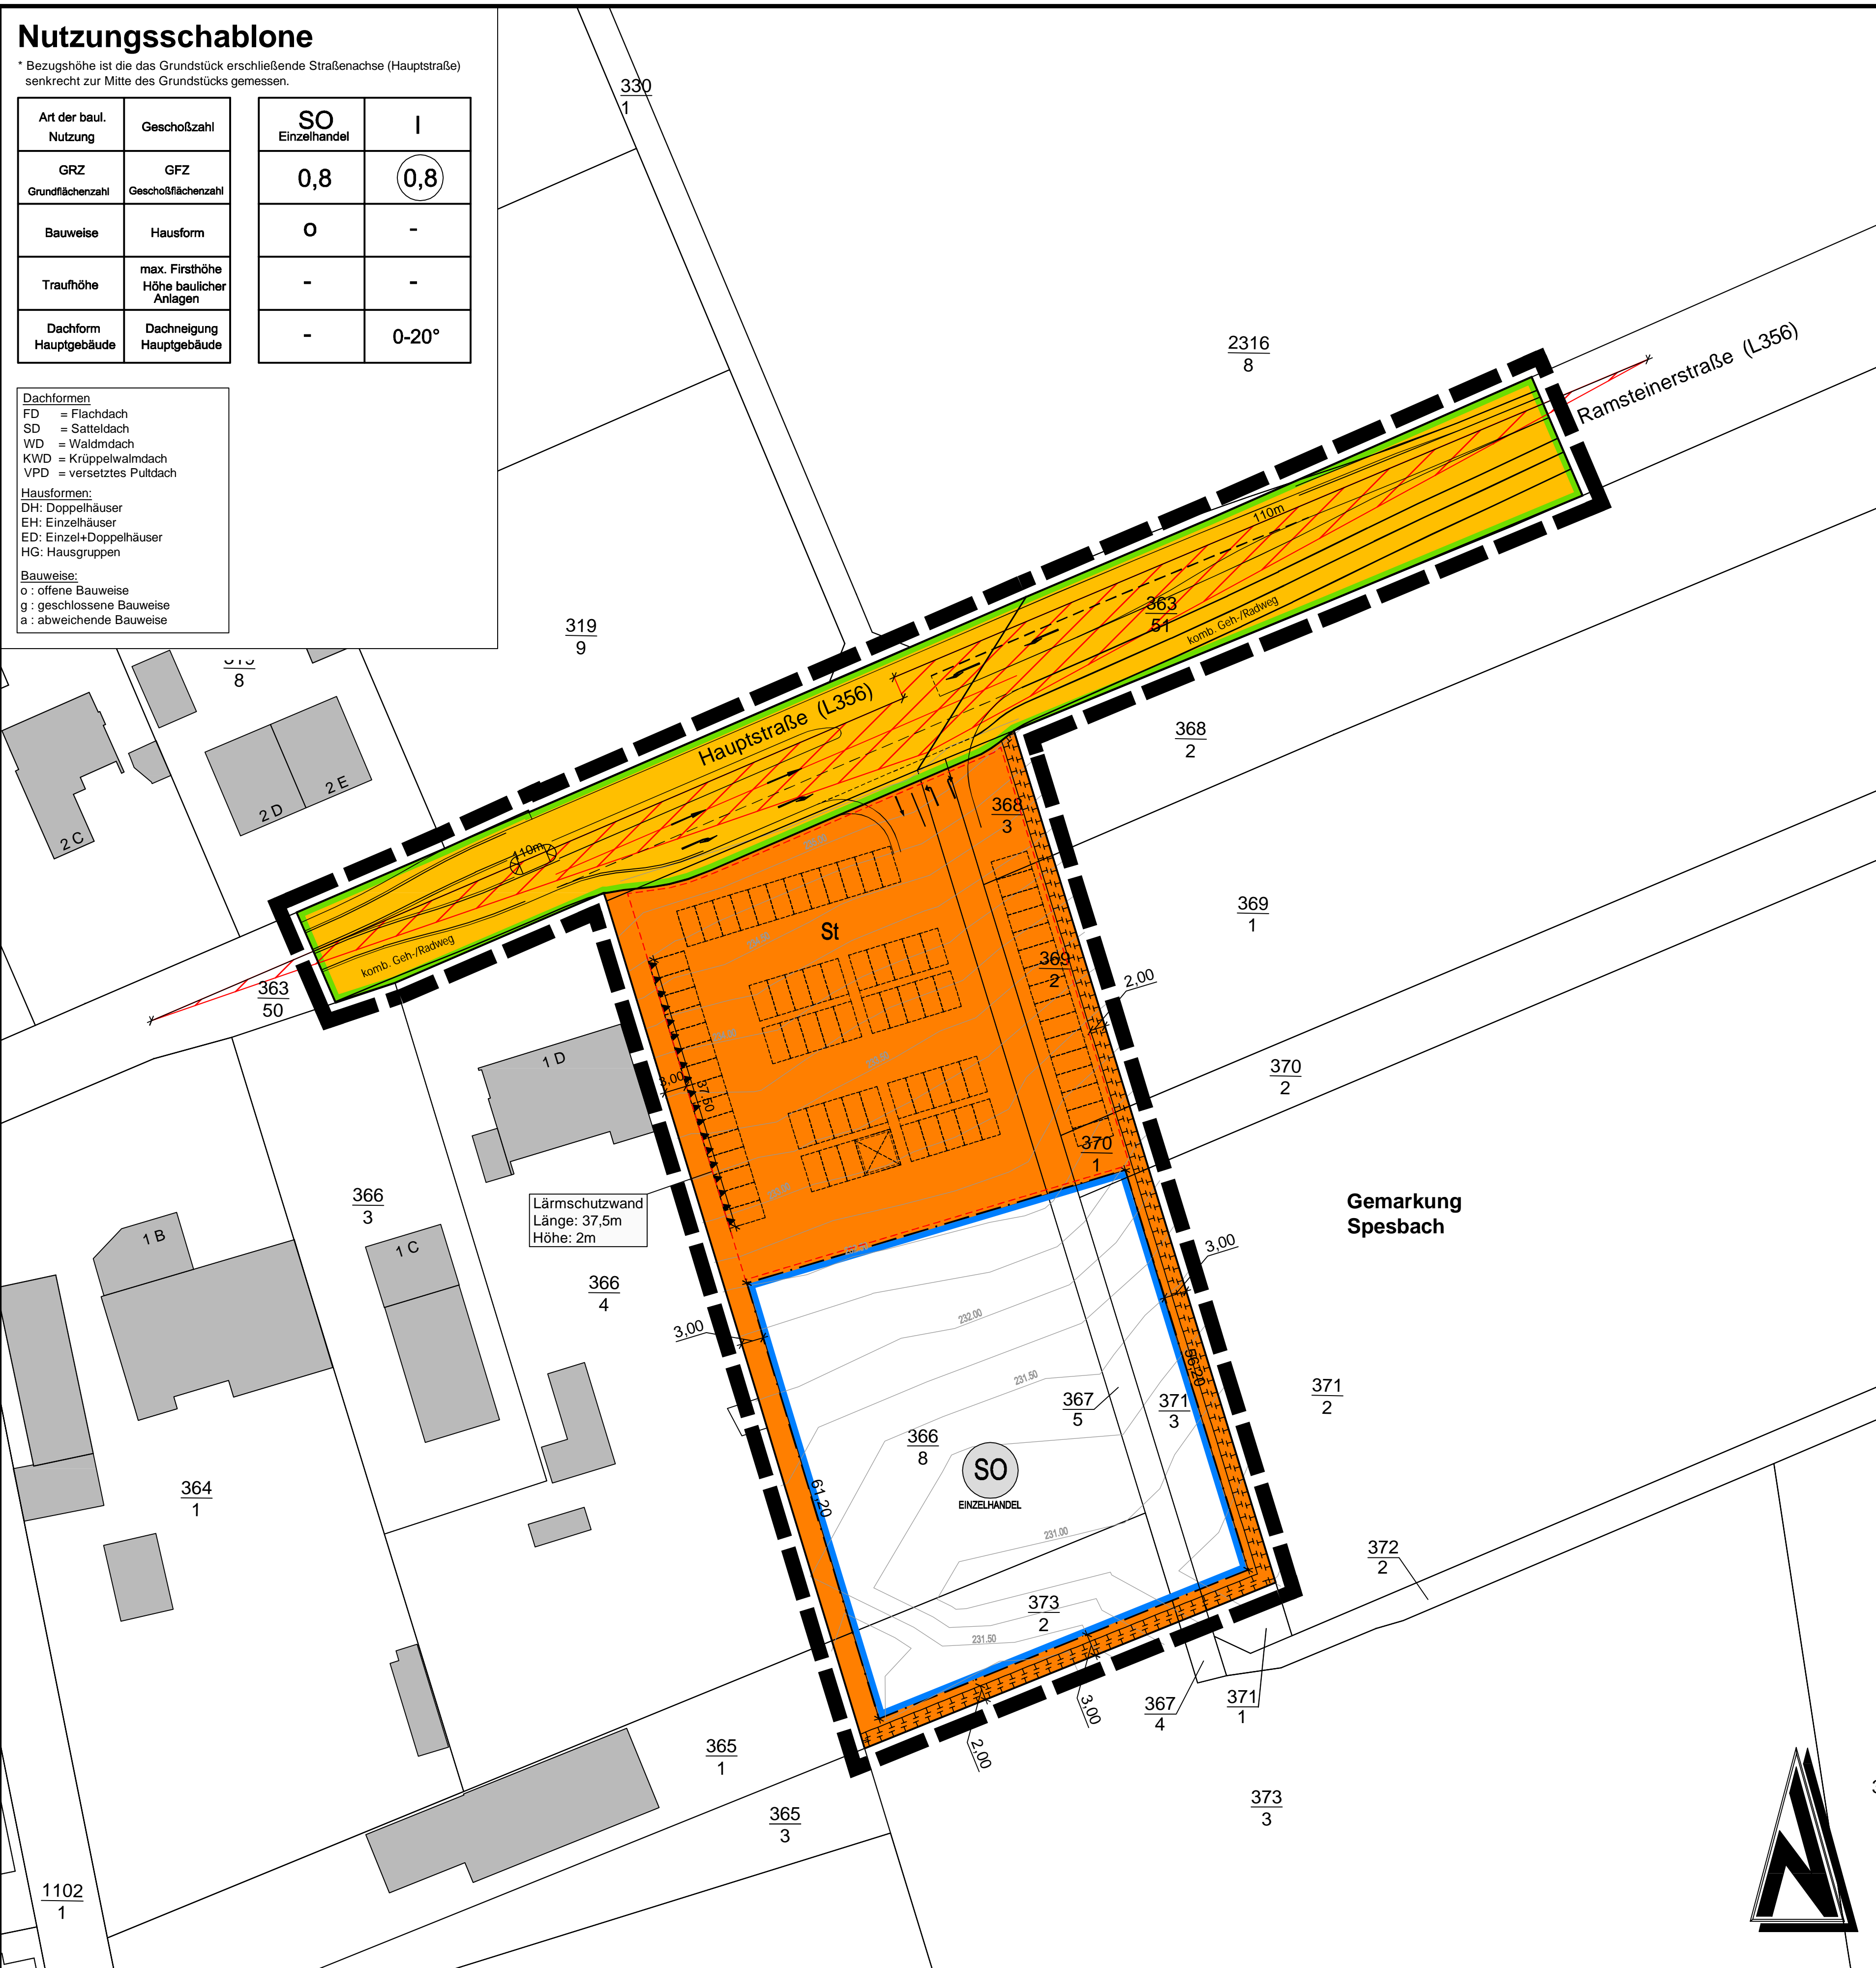 Nutzungsschablone
* Bezugshöhe ist die das Grundstück erschließende Straßenachse (Hauptstraße)
senkrecht zur Mitte des Grundstücks gemessen.
Art der baul.
Nutzung
Geschoßzahl
SO
Einzelhandel
I
GRZ
Grundflächenzahl
GFZ
Geschoßflächenzahl
0,8
0,8
Bauweise
Hausform
o
-
Traufhöhe
max. Firsthöhe
Höhe baulicher
Anlagen
-
-
Dachform
Hauptgebäude
Dachneigung
Hauptgebäude
-
0-20°
Dachformen
FD = Flachdach
SD = Satteldach
WD = Waldmdach
KWD = Krüppelwalmdach
VPD = versetztes Pultdach
Hausformen:
DH: Doppelhäuser
EH: Einzelhäuser
ED: Einzel+Doppelhäuser
HG: Hausgruppen
Bauweise:
o : offene Bauweise
g : geschlossene Bauweise
a : abweichende Bauweise
330
1
2316
8
Ramsteinerstraße (L356)
110m
363
51
komb. Geh-/Radweg
319
9
8
Hauptstraße (L356)
368
2
2 C
2 D
2 E
110m
komb. Geh-/Radweg
363
50
368
3
St
369
1
369
2
2,00
370
2
1 D
3,00
37,50
370
1
366
3
Lärmschutzwand
Länge: 37,5m
Höhe: 2m
Gemarkung
Spesbach
1 B
1 C
366
4
3,00
3,00
232.00
231.50
56,20
367
5
371
3
371
2
366
8
SO
EINZELHANDEL
61,20
231.00
364
1
372
2
373
2
231.50
3,00
2,00
367
4
371
1
365
1
365
3
373
3
1102
1
N